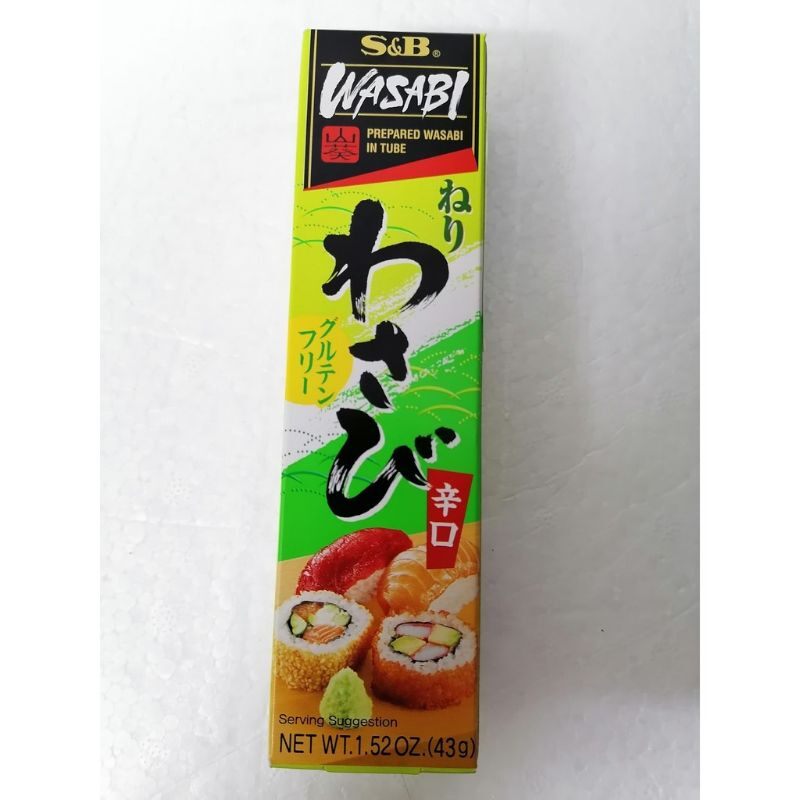 S&B®
WASABI
山葵
PREPARED WASABI
IN TUBE
ねり
わさび
グルテン
フリー
辛口
Serving Suggestion
NET WT.1.52 OZ.(43g)